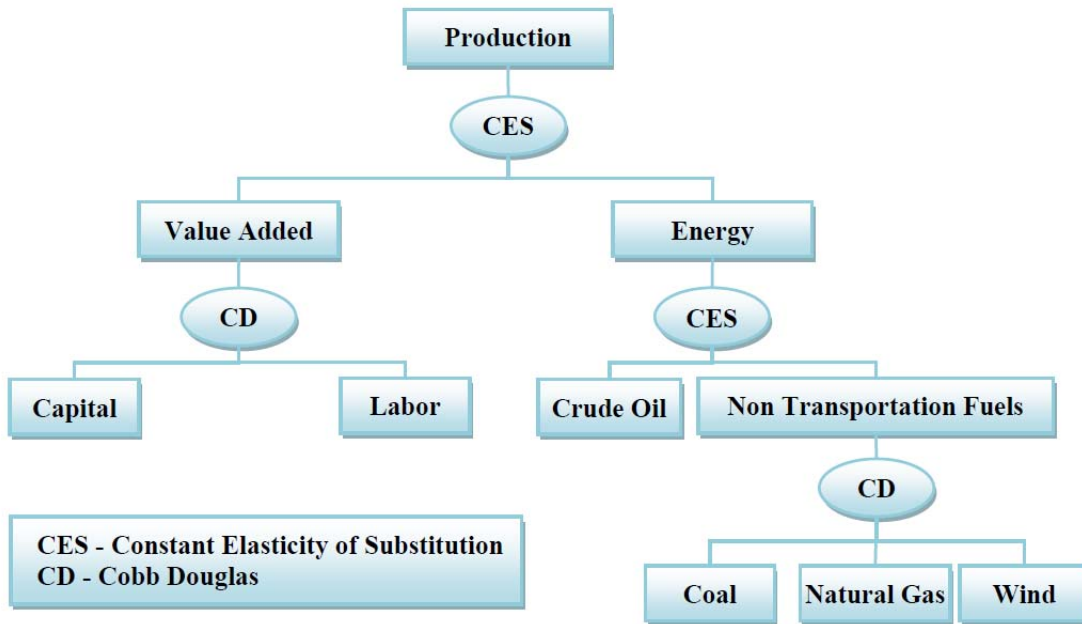 Production
CES
Value Added
Energy
CD
CES
Capital
Labor
Crude Oil
Non Transportation Fuels
CD
CES - Constant Elasticity of Substitution
CD - Cobb Douglas
Coal
Natural Gas
Wind